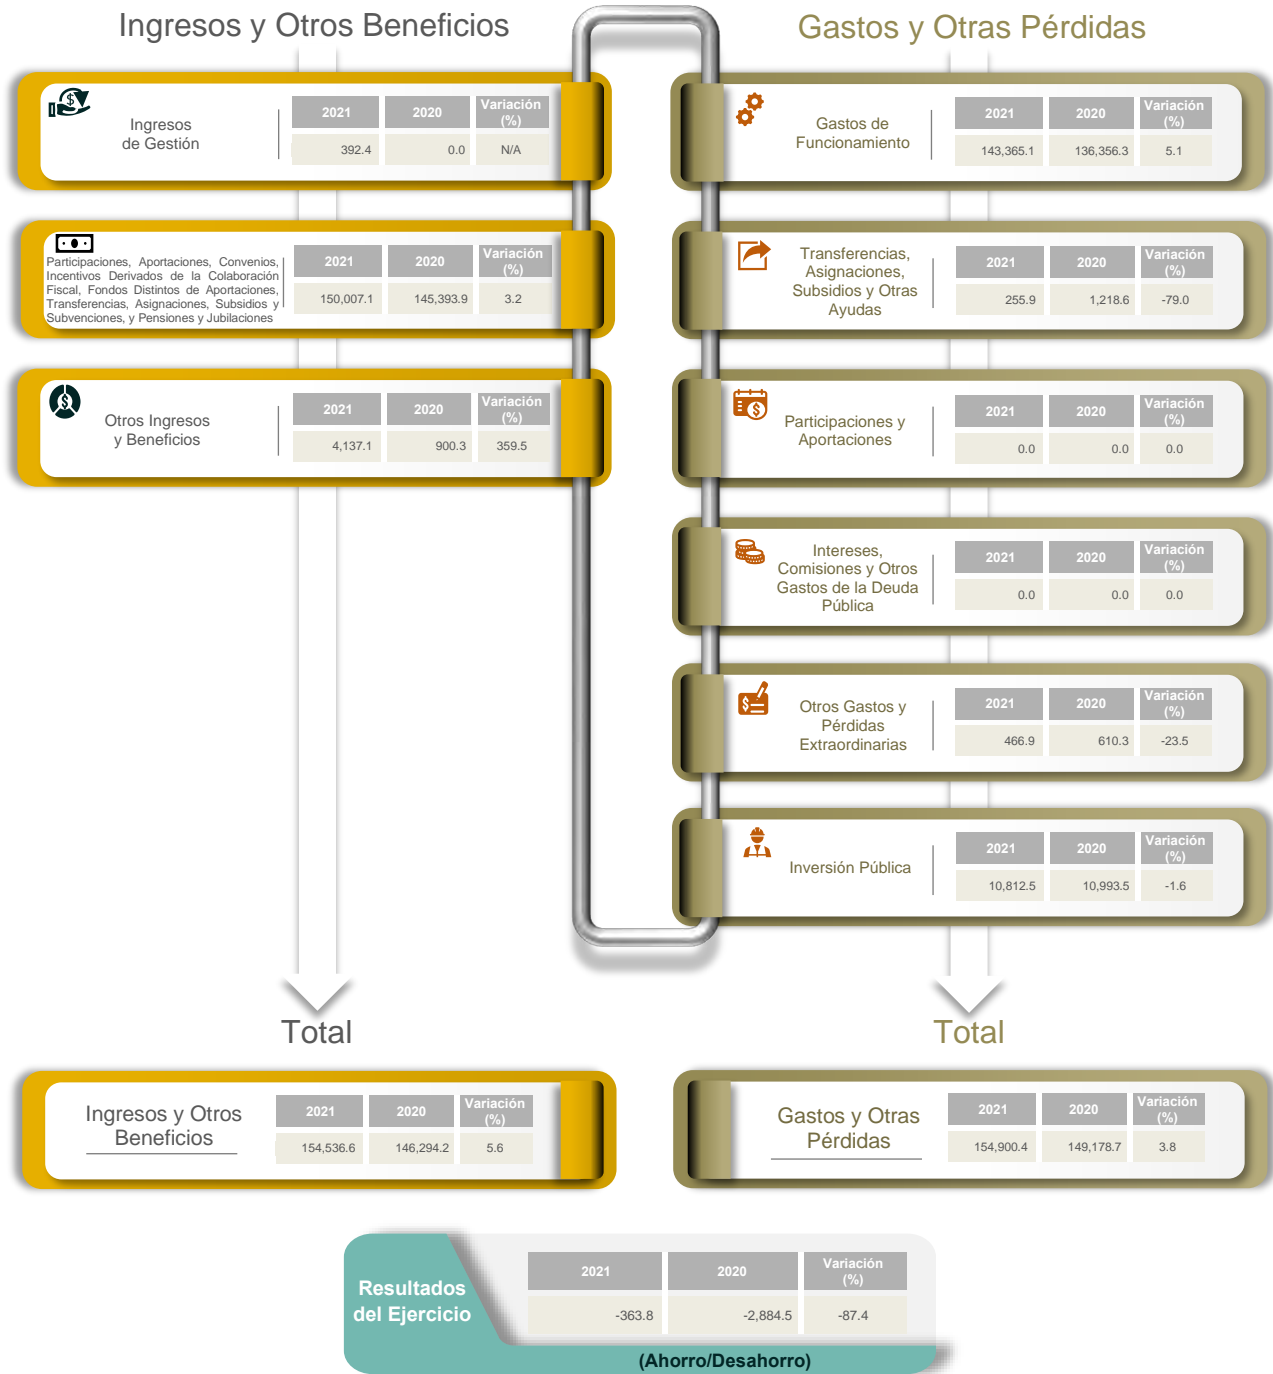 Ingresos y Otros Beneficios
Ingresos
de Gestión
2021 2020 Variación
(%)
392.4 0.0 N/A
Participaciones, Aportaciones, Convenios,
Incentivos Derivados de la Colaboración
Fiscal, Fondos Distintos de Aportaciones,
Transferencias, Asignaciones, Subsidios y
Subvenciones, y Pensiones y Jubilaciones
2021 2020 Variación
(%)
150,007.1 145,393.9 3.2
Otros Ingresos
y Beneficios
2021 2020 Variación
(%)
4,137.1 900.3 359.5
Total
Ingresos y Otros
Beneficios
2021 2020 Variación
(%)
154,536.6 146,294.2 5.6
Gastos y Otras Pérdidas
Gastos de
Funcionamiento
2021 2020 Variación
(%)
143,365.1 136,356.3 5.1
Transferencias,
Asignaciones,
Subsidios y Otras
Ayudas
2021 2020 Variación
(%)
255.9 1,218.6 -79.0
Participaciones y
Aportaciones
2021 2020 Variación
(%)
0.0 0.0 0.0
Intereses,
Comisiones y Otros
Gastos de la Deuda
Pública
2021 2020 Variación
(%)
0.0 0.0 0.0
Otros Gastos y
Pérdidas
Extraordinarias
2021 2020 Variación
(%)
466.9 610.3 -23.5
Inversión Pública
2021 2020 Variación
(%)
10,812.5 10,993.5 -1.6
Total
Gastos y Otras
Pérdidas
2021 2020 Variación
(%)
154,900.4 149,178.7 3.8
Resultados
del Ejercicio
2021 2020 Variación
(%)
-363.8 -2,884.5 -87.4
(Ahorro/Desahorro)